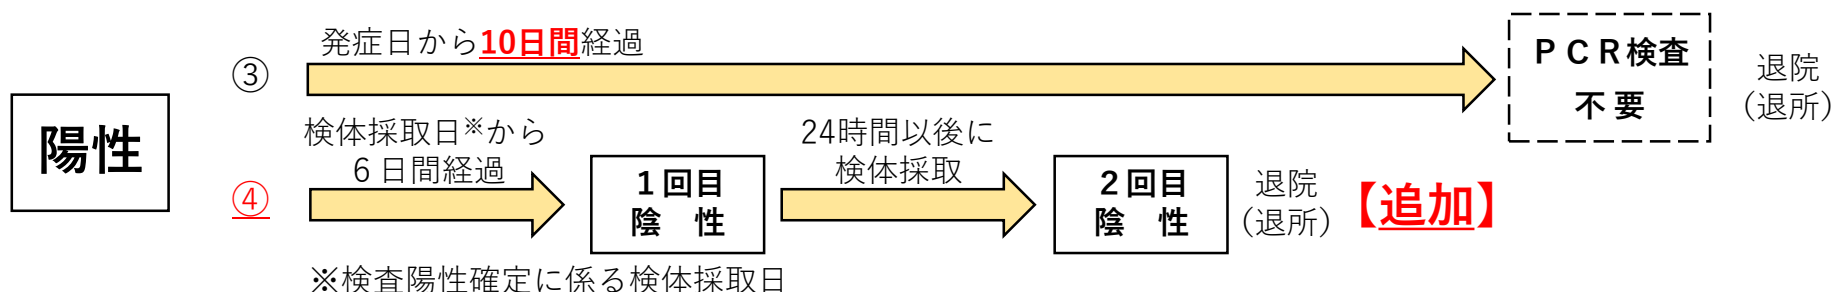 陽性
③
発症日から10日間経過
PCR検査
不要
退院
(退所)
④
検体採取日※から
6日間経過
1回目
陰 性
24時間以後に
検体採取
2回目
陰 性
退院
(退所)
【追加】
※検査陽性確定に係る検体採取日